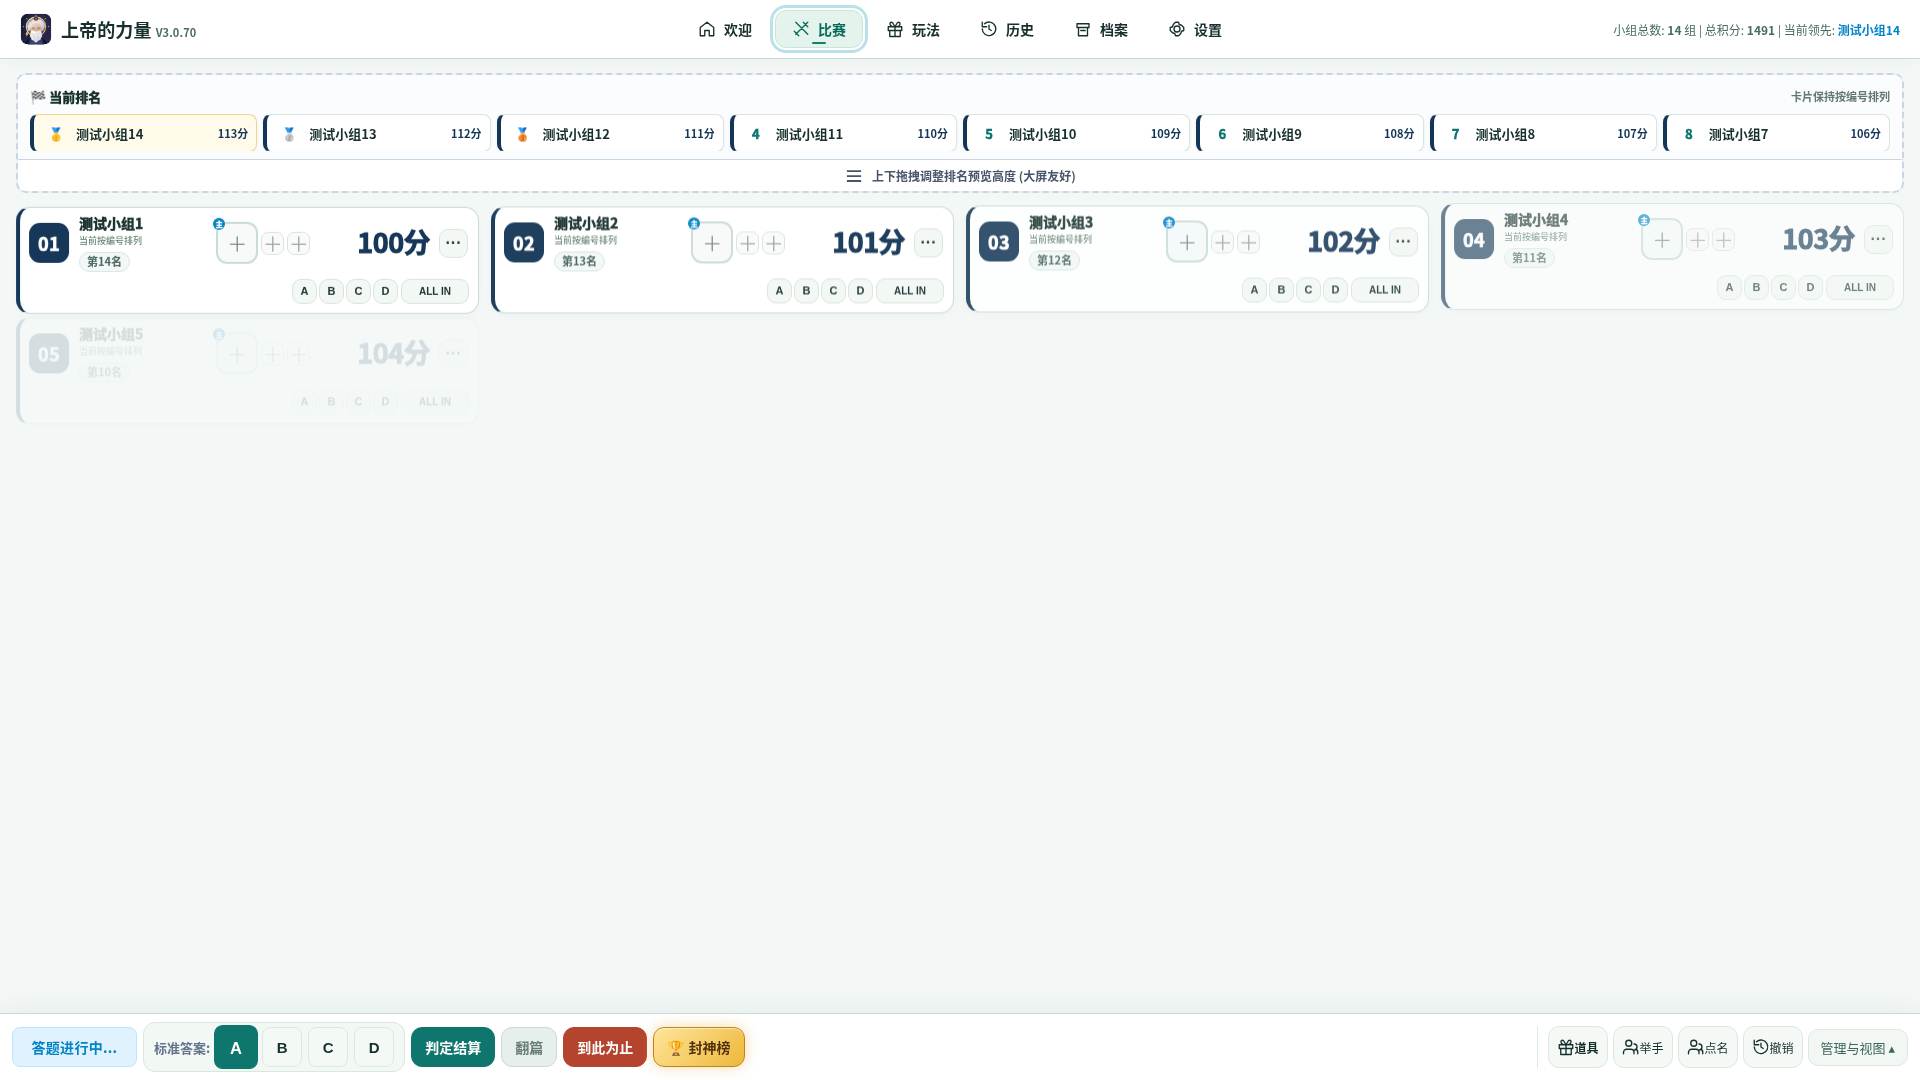 上帝的力量 V3.0.70
欢迎
比赛
玩法
历史
档案
设置
小组总数: 14 组 | 总积分: 1491 | 当前领先: 测试小组14
🏁 当前排名
卡片保持按编号排列
🥇 测试小组14 113分
🥈 测试小组13 112分
🥉 测试小组12 111分
4 测试小组11 110分
5 测试小组10 109分
6 测试小组9 108分
7 测试小组8 107分
8 测试小组7 106分
上下拖拽调整排名预览高度 (大屏友好)
01
测试小组1
当前按编号排列
第14名
主
100分
A B C D ALL IN
02
测试小组2
当前按编号排列
第13名
主
101分
A B C D ALL IN
03
测试小组3
当前按编号排列
第12名
主
102分
A B C D ALL IN
04
测试小组4
当前按编号排列
第11名
主
103分
A B C D ALL IN
05
测试小组5
当前按编号排列
第10名
主
104分
A B C D ALL IN
答题进行中...
标准答案: A B C D
判定结算
翻篇
到此为止
🏆 封神榜
道具
举手
点名
撤销
管理与视图 ▴